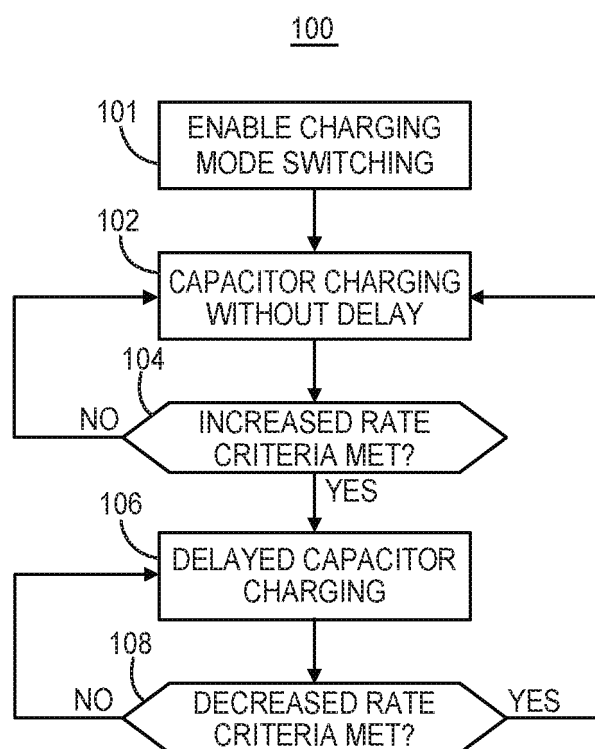 100
101
ENABLE CHARGING
MODE SWITCHING
102
CAPACITOR CHARGING
WITHOUT DELAY
104
NO
INCREASED RATE
CRITERIA MET?
YES
106
DELAYED CAPACITOR
CHARGING
108
NO
DECREASED RATE
CRITERIA MET?
YES